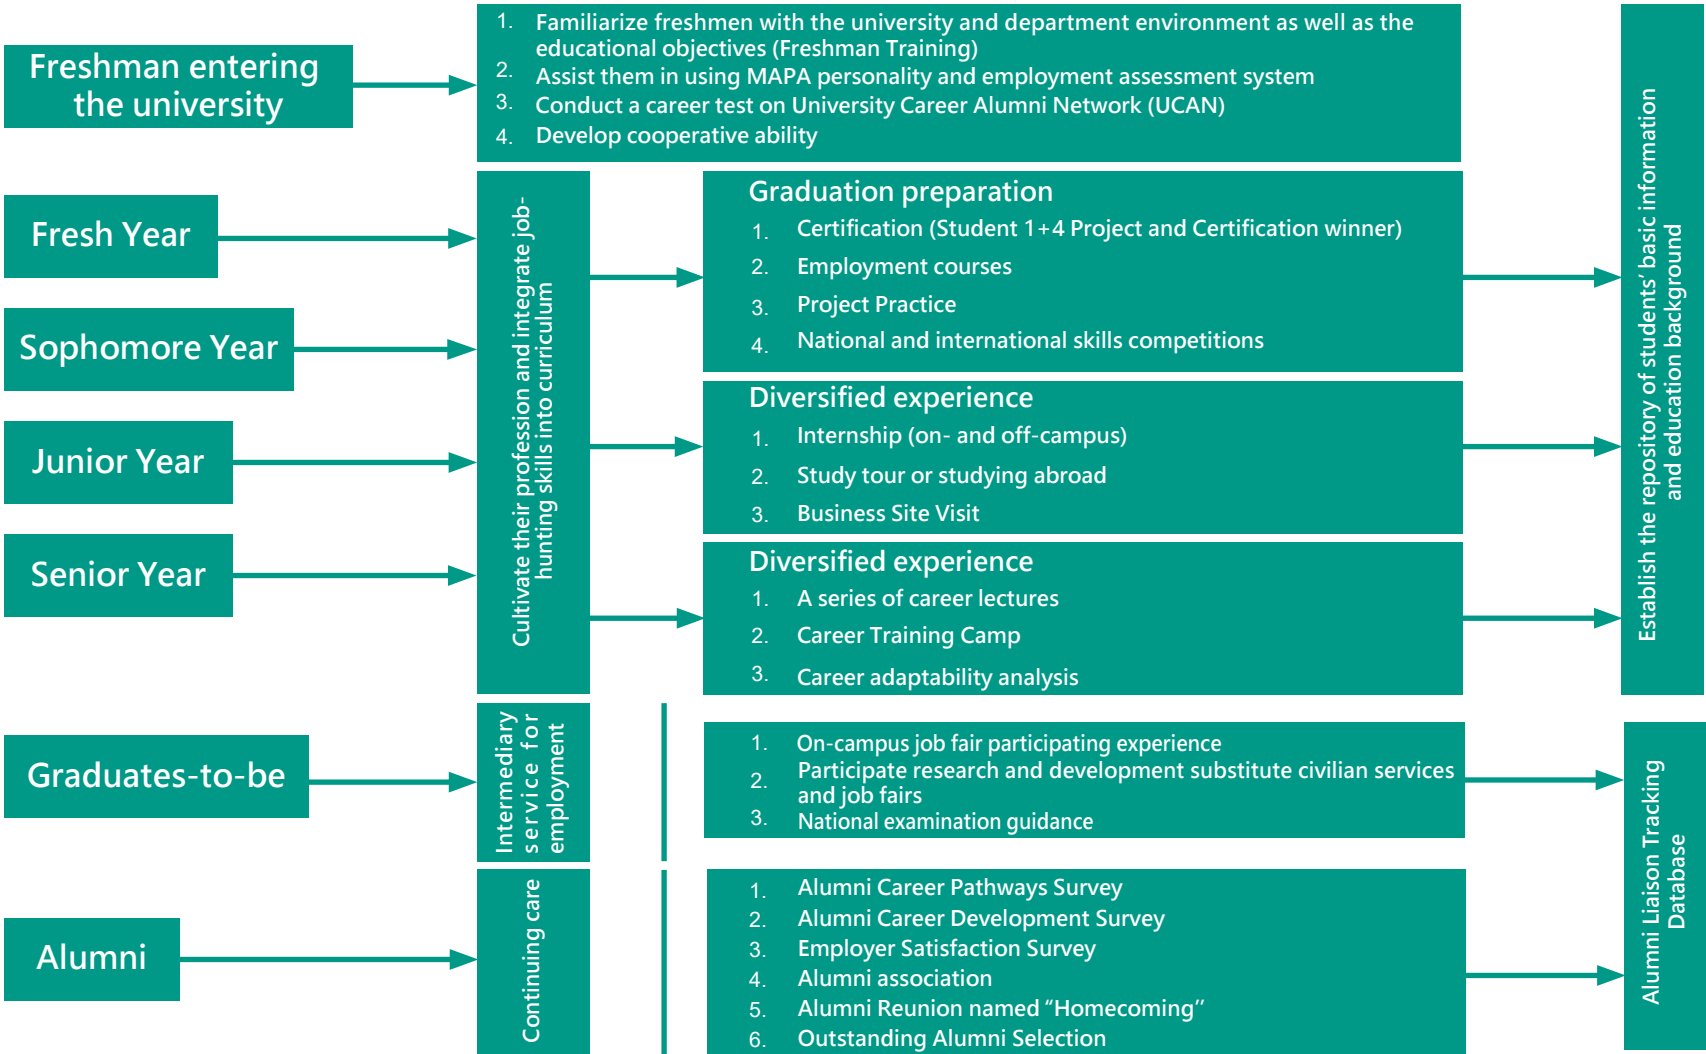 Freshman entering
the university
1. Familiarize freshmen with the university and department environment as well as the
educational objectives (Freshman Training)
2. Assist them in using MAPA personality and employment assessment system
3. Conduct a career test on University Career Alumni Network (UCAN)
4. Develop cooperative ability
Fresh Year
Sophomore Year
Junior Year
Senior Year
Cultivate their profession and integrate job-
hunting skills into curriculum
Graduation preparation
1. Certification (Student 1+4 Project and Certification winner)
2. Employment courses
3. Project Practice
4. National and international skills competitions
Diversified experience
1. Internship (on- and off-campus)
2. Study tour or studying abroad
3. Business Site Visit
Diversified experience
1. A series of career lectures
2. Career Training Camp
3. Career adaptability analysis
Establish the repository of students’ basic information
and education background
Graduates-to-be
Intermediary
service for
employment
1. On-campus job fair participating experience
2. Participate research and development substitute civilian services
and job fairs
3. National examination guidance
Alumni
Continuing care
1. Alumni Career Pathways Survey
2. Alumni Career Development Survey
3. Employer Satisfaction Survey
4. Alumni association
5. Alumni Reunion named “Homecoming’’
6. Outstanding Alumni Selection
Alumni Liaison Tracking
Database